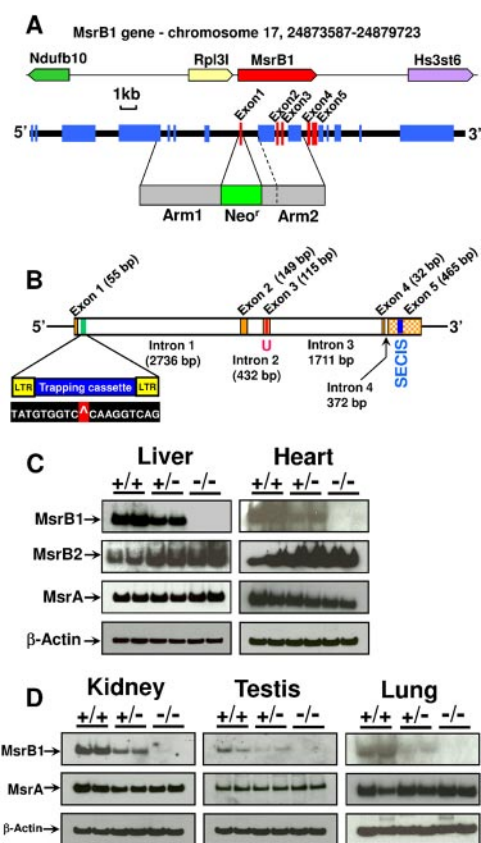 A
MsrB1 gene - chromosome 17, 24873587-24879723
Ndufb10 Rpl3l MsrB1 Hs3st6
1kb
Exon1 Exon2 Exon3 Exon4 Exon5
5' 3'
Arm1 Neoʳ Arm2
B
Exon 1 (55 bp) Exon 2 (149 bp) Exon 3 (115 bp) Exon 4 (32 bp) Exon 5 (465 bp)
5' 3'
Intron 1 (2736 bp)
Intron 2 (432 bp)
U
Intron 3 1711 bp
Intron 4 372 bp
SECIS
LTR Trapping cassette LTR
TATGTGGTC^CAAGGTCAG
C
Liver Heart
+/+ +/- -/- +/+ +/- -/-
MsrB1
MsrB2
MsrA
β-Actin
D
Kidney Testis Lung
+/+ +/- -/- +/+ +/- -/- +/+ +/- -/-
MsrB1
MsrA
β-Actin